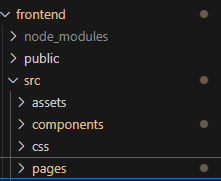 frontend
node_modules
public
src
assets
components
css
pages